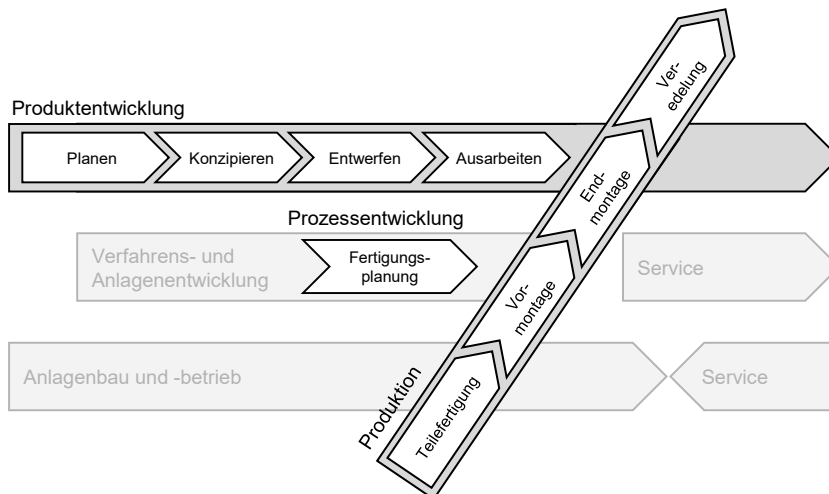 Produktentwicklung
Planen
Konzipieren
Entwerfen
Ausarbeiten
Prozessentwicklung
Verfahrens- und
Anlagenentwicklung
Fertigungs-
planung
Service
Anlagenbau und -betrieb
Service
Produktion
Teilefertigung
Vor-
montage
End-
montage
Ver-
edelung